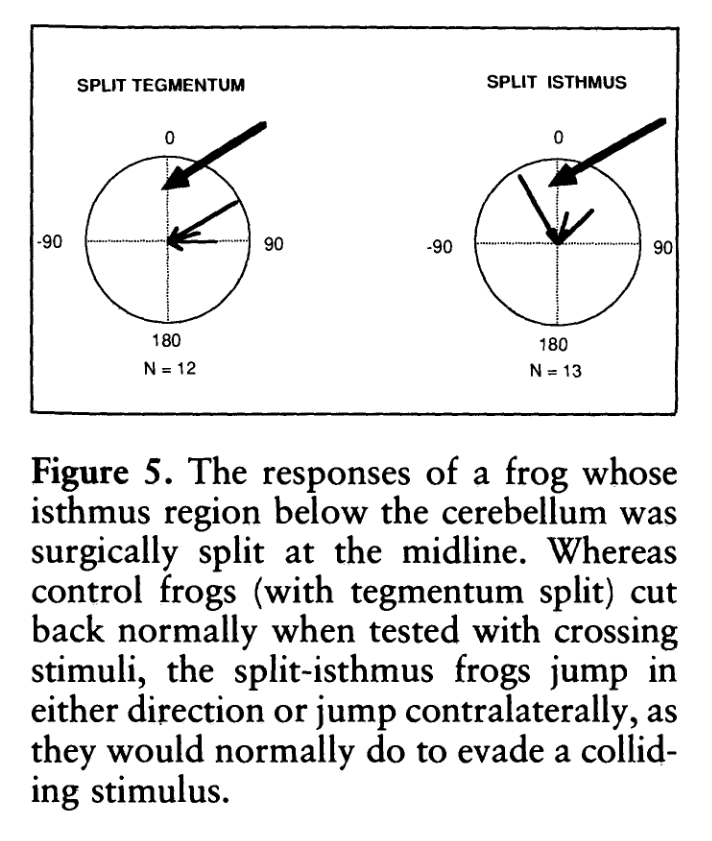 SPLIT TEGMENTUM
SPLIT ISTHMUS
0
0
-90
90
-90
90
180
180
N = 12
N = 13
Figure 5. The responses of a frog whose
isthmus region below the cerebellum was
surgically split at the midline. Whereas
control frogs (with tegmentum split) cut
back normally when tested with crossing
stimuli, the split-isthmus frogs jump in
either direction or jump contralaterally, as
they would normally do to evade a collid-
ing stimulus.